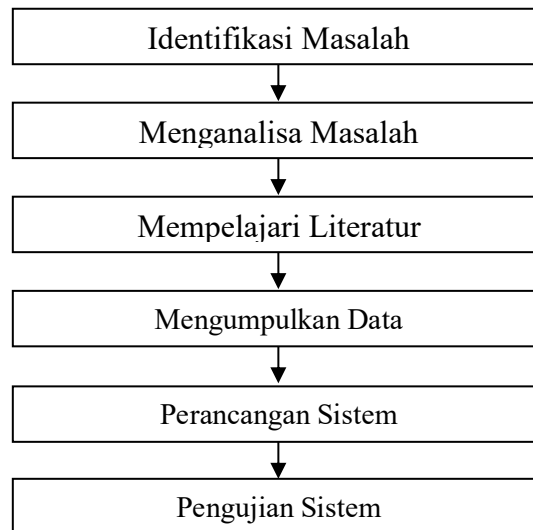 Identifikasi Masalah
Menganalisa Masalah
Mempelajari Literatur
Mengumpulkan Data
Perancangan Sistem
Pengujian Sistem